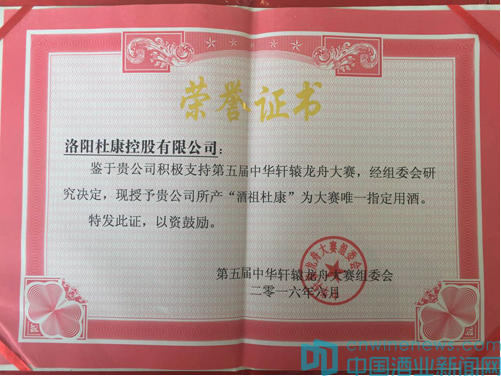 荣誉证书
洛阳杜康控股有限公司：
鉴于贵公司积极支持第五届中华轩辕龙舟大赛，经组委会研
究决定，现授予贵公司所产“酒祖杜康”为大赛唯一指定用酒。
特发此证，以资鼓励。
第五届中华轩辕龙舟大赛组委会
二零一六年六月
cnwinenews.com
中国酒业新闻网